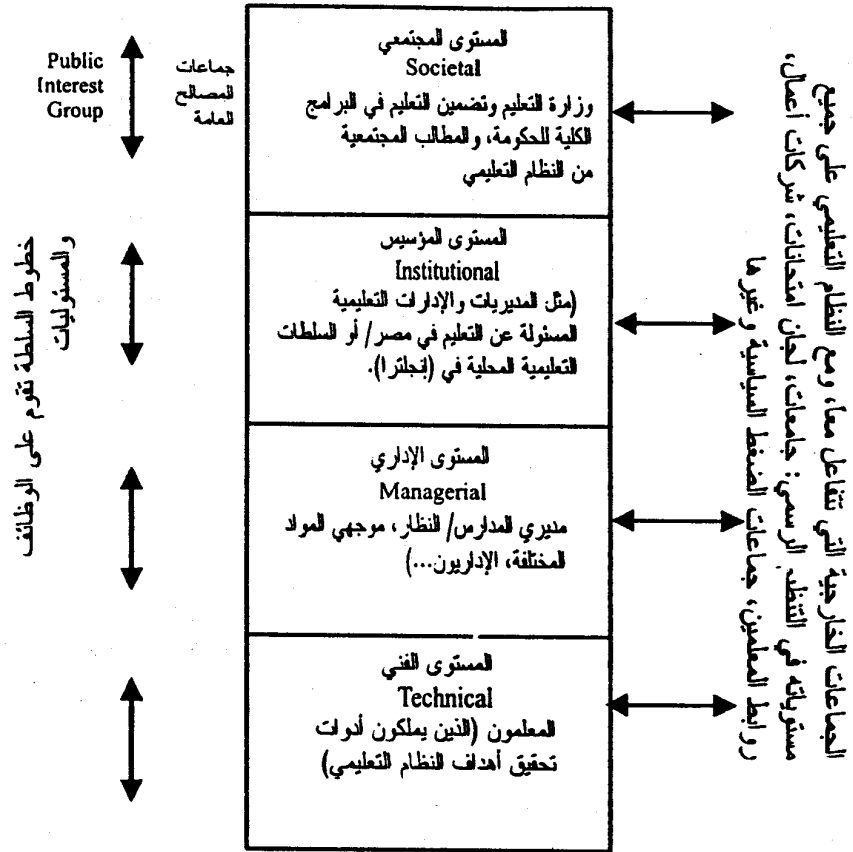 المستوى المجتمعي
Societal
وزارة التعليم وتضمين التعليم في البرامج
الكلية للحكومة، والمطالب المجتمعية
من النظام التعليمي
المستوى المؤسيس
Institutional
(مثل المديريات والإدارات التعليمية
المسئولة عن التعليم في مصر/ أو السلطات
التعليمية المحلية في (إنجلترا).
المستوى الإداري
Managerial
مديري المدارس/ النظار، موجهي المواد
المختلفة، الإداريون...)
المستوى الفني
Technical
المعلمون (الذين يملكون أدوات
تحقيق أهداف النظام التعليمي)
جماعات
المصالح
العامة
Public
Interest
Group
خطوط السلطة تقوم على الوظائف
والمسئوليات
الجماعات الخارجية التي تتفاعل معاً، ومع النظام التعليمي على جميع
مستوياته في التنظيم الرسمي: جامعات، لجان امتحانات، شركات أعمال،
روابط المعلمين، جماعات الضغط السياسية وغيرها